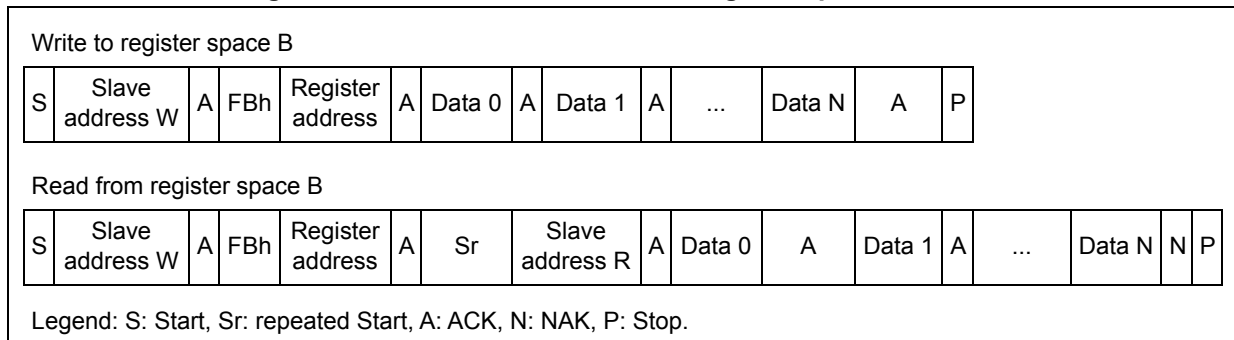 Write to register space B
S Slave address W A FBh Register address A Data 0 A Data 1 A ... Data N A P
Read from register space B
S Slave address W A FBh Register address A Sr Slave address R A Data 0 A Data 1 A ... Data N N P
Legend: S: Start, Sr: repeated Start, A: ACK, N: NAK, P: Stop.